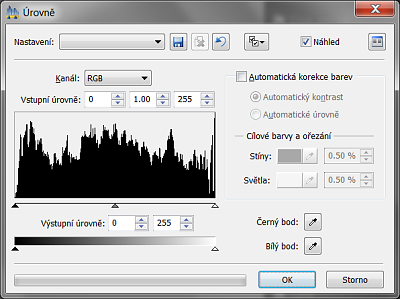 Úrovně
Nastavení:
Náhled
Kanál: RGB
Vstupní úrovně: 0 1.00 255
Výstupní úrovně: 0 255
Automatická korekce barev
Automatický kontrast
Automatické úrovně
Cílové barvy a ořezání
Stíny: 0.50 %
Světla: 0.50 %
Černý bod:
Bílý bod:
OK Storno